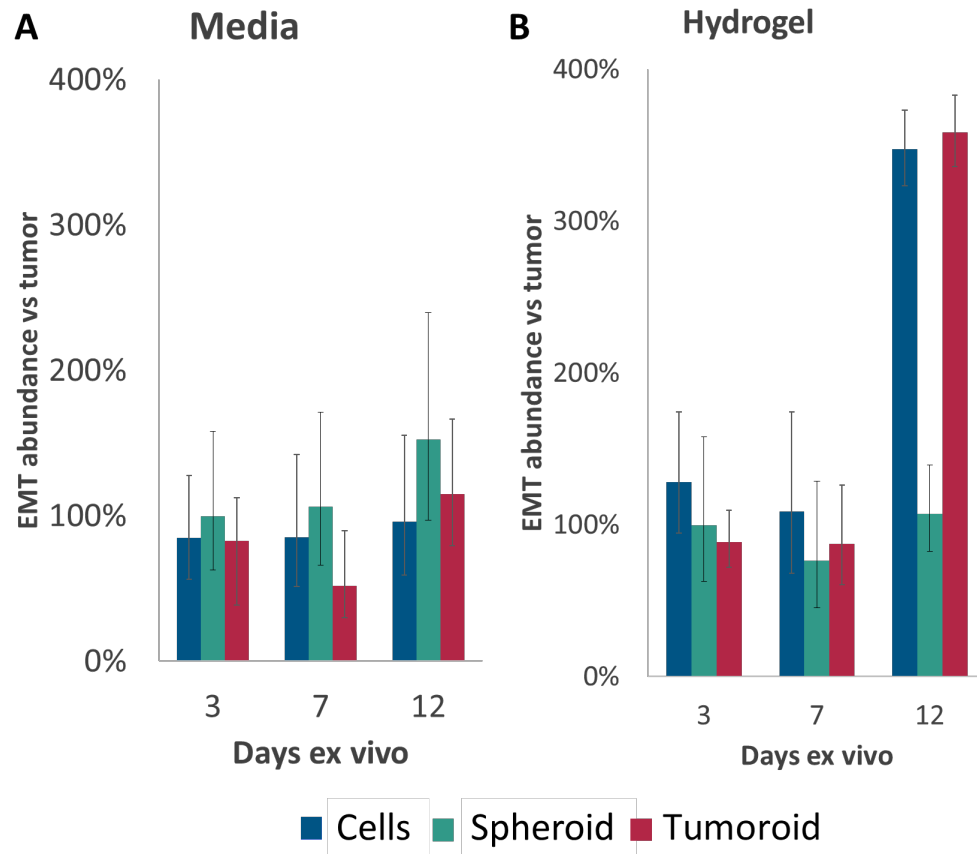 A Media
EMT abundance vs tumor
400%
300%
200%
100%
0%
3 7 12
Days ex vivo
B Hydrogel
EMT abundance vs tumor
400%
300%
200%
100%
0%
3 7 12
Days ex vivo
Cells Spheroid Tumoroid